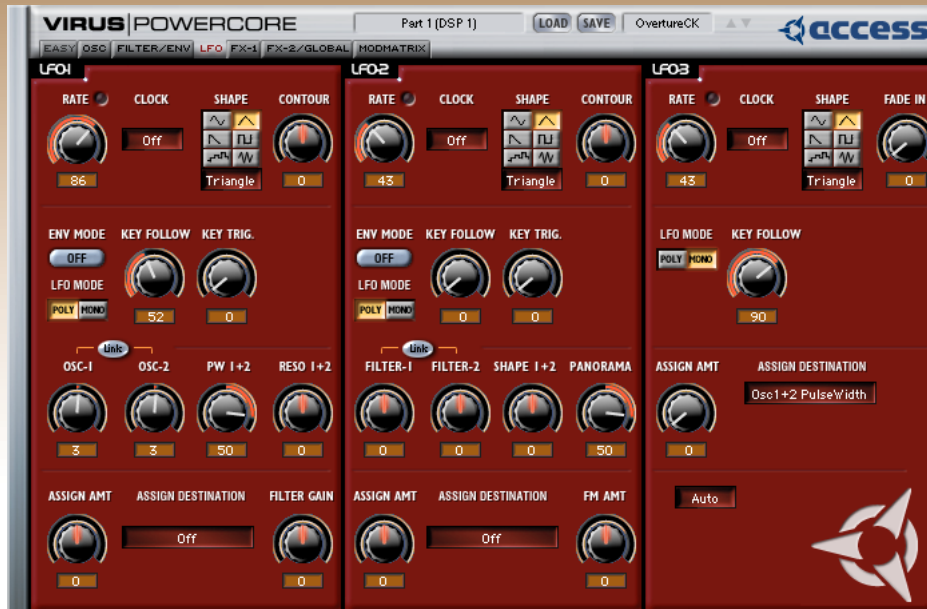 VIRUS|POWERCORE Part 1 (DSP 1) LOAD SAVE OvertureCK access
EASY OSC FILTER/ENV LFO FX-1 FX-2/GLOBAL MODMATRIX
LFO-1 LFO-2 LFO-3
RATE CLOCK SHAPE CONTOUR RATE CLOCK SHAPE CONTOUR RATE CLOCK SHAPE FADE IN
Off Off Off
86 Triangle 0 43 Triangle 0 43 Triangle 0
ENV MODE KEY FOLLOW KEY TRIG. ENV MODE KEY FOLLOW KEY TRIG. LFO MODE KEY FOLLOW
OFF OFF POLY MONO
LFO MODE LFO MODE
POLY MONO 52 0 POLY MONO 0 0 90
Link Link
OSC-1 OSC-2 PW 1+2 RESO 1+2 FILTER-1 FILTER-2 SHAPE 1+2 PANORAMA ASSIGN AMT ASSIGN DESTINATION
Osc1+2 PulseWidth
3 3 50 0 0 0 0 50 0
ASSIGN AMT ASSIGN DESTINATION FILTER GAIN ASSIGN AMT ASSIGN DESTINATION FM AMT Auto
Off Off
0 0 0 0